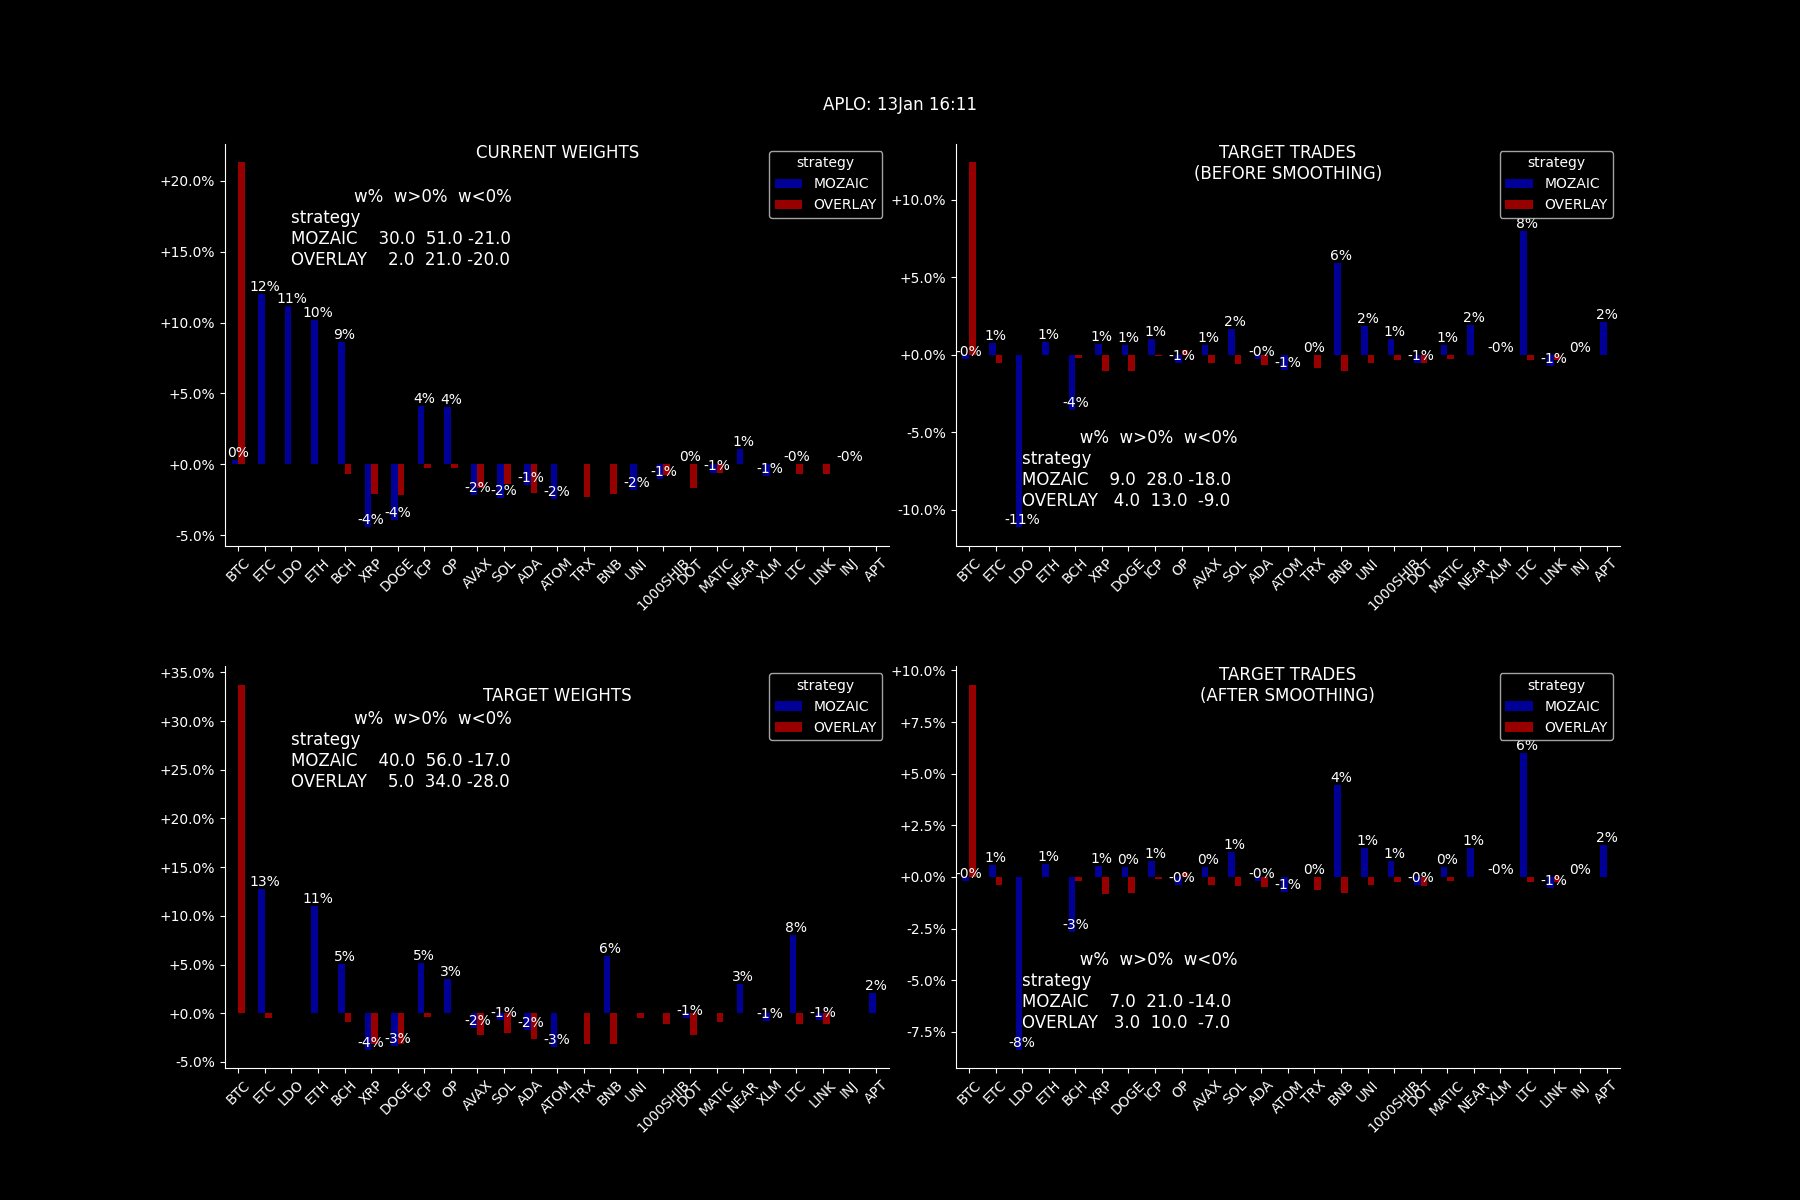 APLO: 13Jan 16:11
CURRENT WEIGHTS
strategy
MOZAIC
OVERLAY
w%  w>0%  w<0%
strategy
MOZAIC    30.0  51.0 -21.0
OVERLAY    2.0  21.0 -20.0
+20.0%
+15.0%
+10.0%
+5.0%
+0.0%
-5.0%
0% 12% 11% 10% 9% -4% -4% 4% 4% -2% -2% -1% -2% -2% -1% 0% -1% 1% -1% -0% -0%
BTC ETC LDO ETH BCH XRP DOGE ICP OP AVAX SOL ADA ATOM TRX BNB UNI 1000SHIB DOT MATIC NEAR XLM LTC LINK INJ APT
TARGET TRADES
(BEFORE SMOOTHING)
strategy
MOZAIC
OVERLAY
+10.0%
+5.0%
+0.0%
-5.0%
-10.0%
-0% 1% -11% 1% -4% 1% 1% 1% -1% 1% 2% -0% -1% 0% 6% 2% 1% -1% 1% 2% -0% 8% -1% 0% 2%
w%  w>0%  w<0%
strategy
MOZAIC    9.0  28.0 -18.0
OVERLAY   4.0  13.0  -9.0
BTC ETC LDO ETH BCH XRP DOGE ICP OP AVAX SOL ADA ATOM TRX BNB UNI 1000SHIB DOT MATIC NEAR XLM LTC LINK INJ APT
TARGET WEIGHTS
strategy
MOZAIC
OVERLAY
w%  w>0%  w<0%
strategy
MOZAIC    40.0  56.0 -17.0
OVERLAY    5.0  34.0 -28.0
+35.0%
+30.0%
+25.0%
+20.0%
+15.0%
+10.0%
+5.0%
+0.0%
-5.0%
13% 11% 5% -4% -3% 5% 3% -2% -1% -2% -3% 6% -1% 3% -1% 8% -1% 2%
BTC ETC LDO ETH BCH XRP DOGE ICP OP AVAX SOL ADA ATOM TRX BNB UNI 1000SHIB DOT MATIC NEAR XLM LTC LINK INJ APT
TARGET TRADES
(AFTER SMOOTHING)
strategy
MOZAIC
OVERLAY
+10.0%
+7.5%
+5.0%
+2.5%
+0.0%
-2.5%
-5.0%
-7.5%
-0% 1% -8% 1% -3% 1% 0% 1% -0% 0% 1% -0% -1% 0% 4% 1% 1% -0% 0% 1% -0% 6% -1% 0% 2%
w%  w>0%  w<0%
strategy
MOZAIC    7.0  21.0 -14.0
OVERLAY   3.0  10.0  -7.0
BTC ETC LDO ETH BCH XRP DOGE ICP OP AVAX SOL ADA ATOM TRX BNB UNI 1000SHIB DOT MATIC NEAR XLM LTC LINK INJ APT